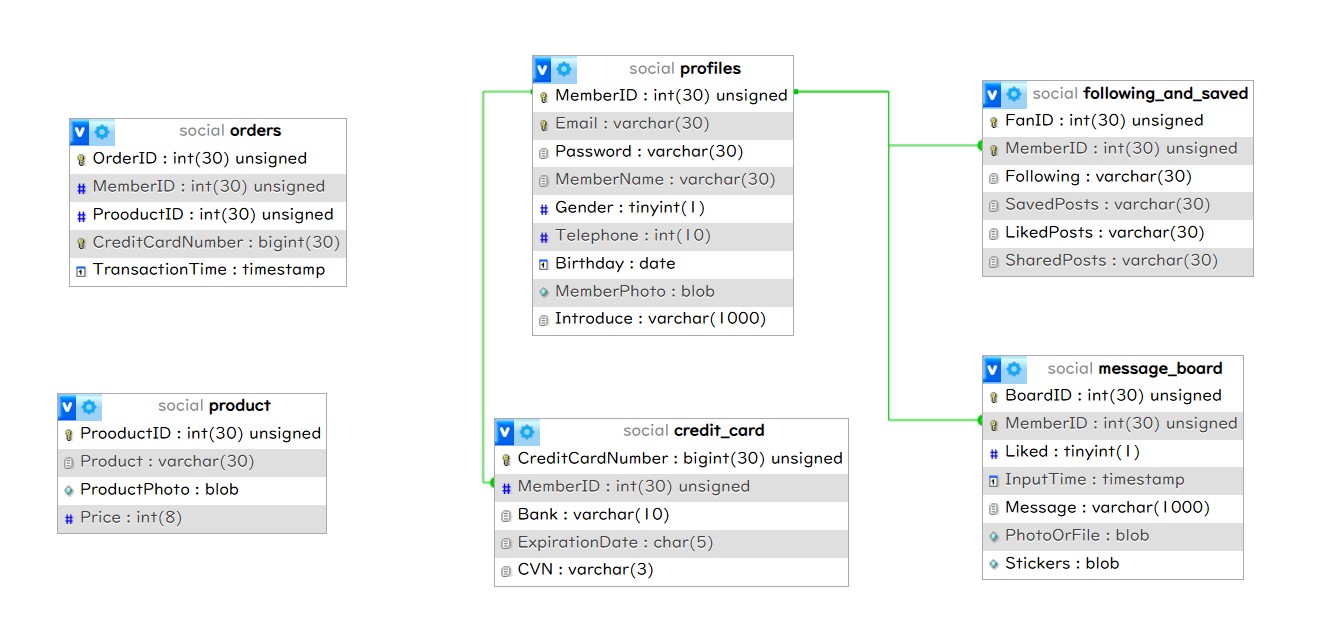 social orders
OrderID : int(30) unsigned
MemberID : int(30) unsigned
ProoductID : int(30) unsigned
CreditCardNumber : bigint(30)
TransactionTime : timestamp
social product
ProoductID : int(30) unsigned
Product : varchar(30)
ProductPhoto : blob
Price : int(8)
social profiles
MemberID : int(30) unsigned
Email : varchar(30)
Password : varchar(30)
MemberName : varchar(30)
Gender : tinyint(1)
Telephone : int(10)
Birthday : date
MemberPhoto : blob
Introduce : varchar(1000)
social credit_card
CreditCardNumber : bigint(30) unsigned
MemberID : int(30) unsigned
Bank : varchar(10)
ExpirationDate : char(5)
CVN : varchar(3)
social following_and_saved
FanID : int(30) unsigned
MemberID : int(30) unsigned
Following : varchar(30)
SavedPosts : varchar(30)
LikedPosts : varchar(30)
SharedPosts : varchar(30)
social message_board
BoardID : int(30) unsigned
MemberID : int(30) unsigned
Liked : tinyint(1)
InputTime : timestamp
Message : varchar(1000)
PhotoOrFile : blob
Stickers : blob